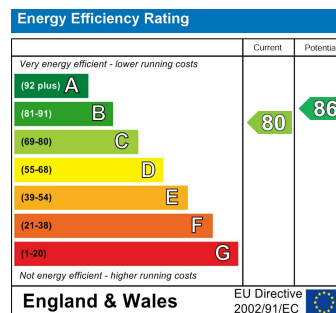 Energy Efficiency Rating
Current Potential
Very energy efficient - lower running costs
(92 plus) A
(81-91) B
(69-80) C
(55-68) D
(39-54) E
(21-38) F
(1-20) G
80
86
Not energy efficient - higher running costs
England & Wales
EU Directive
2002/91/EC